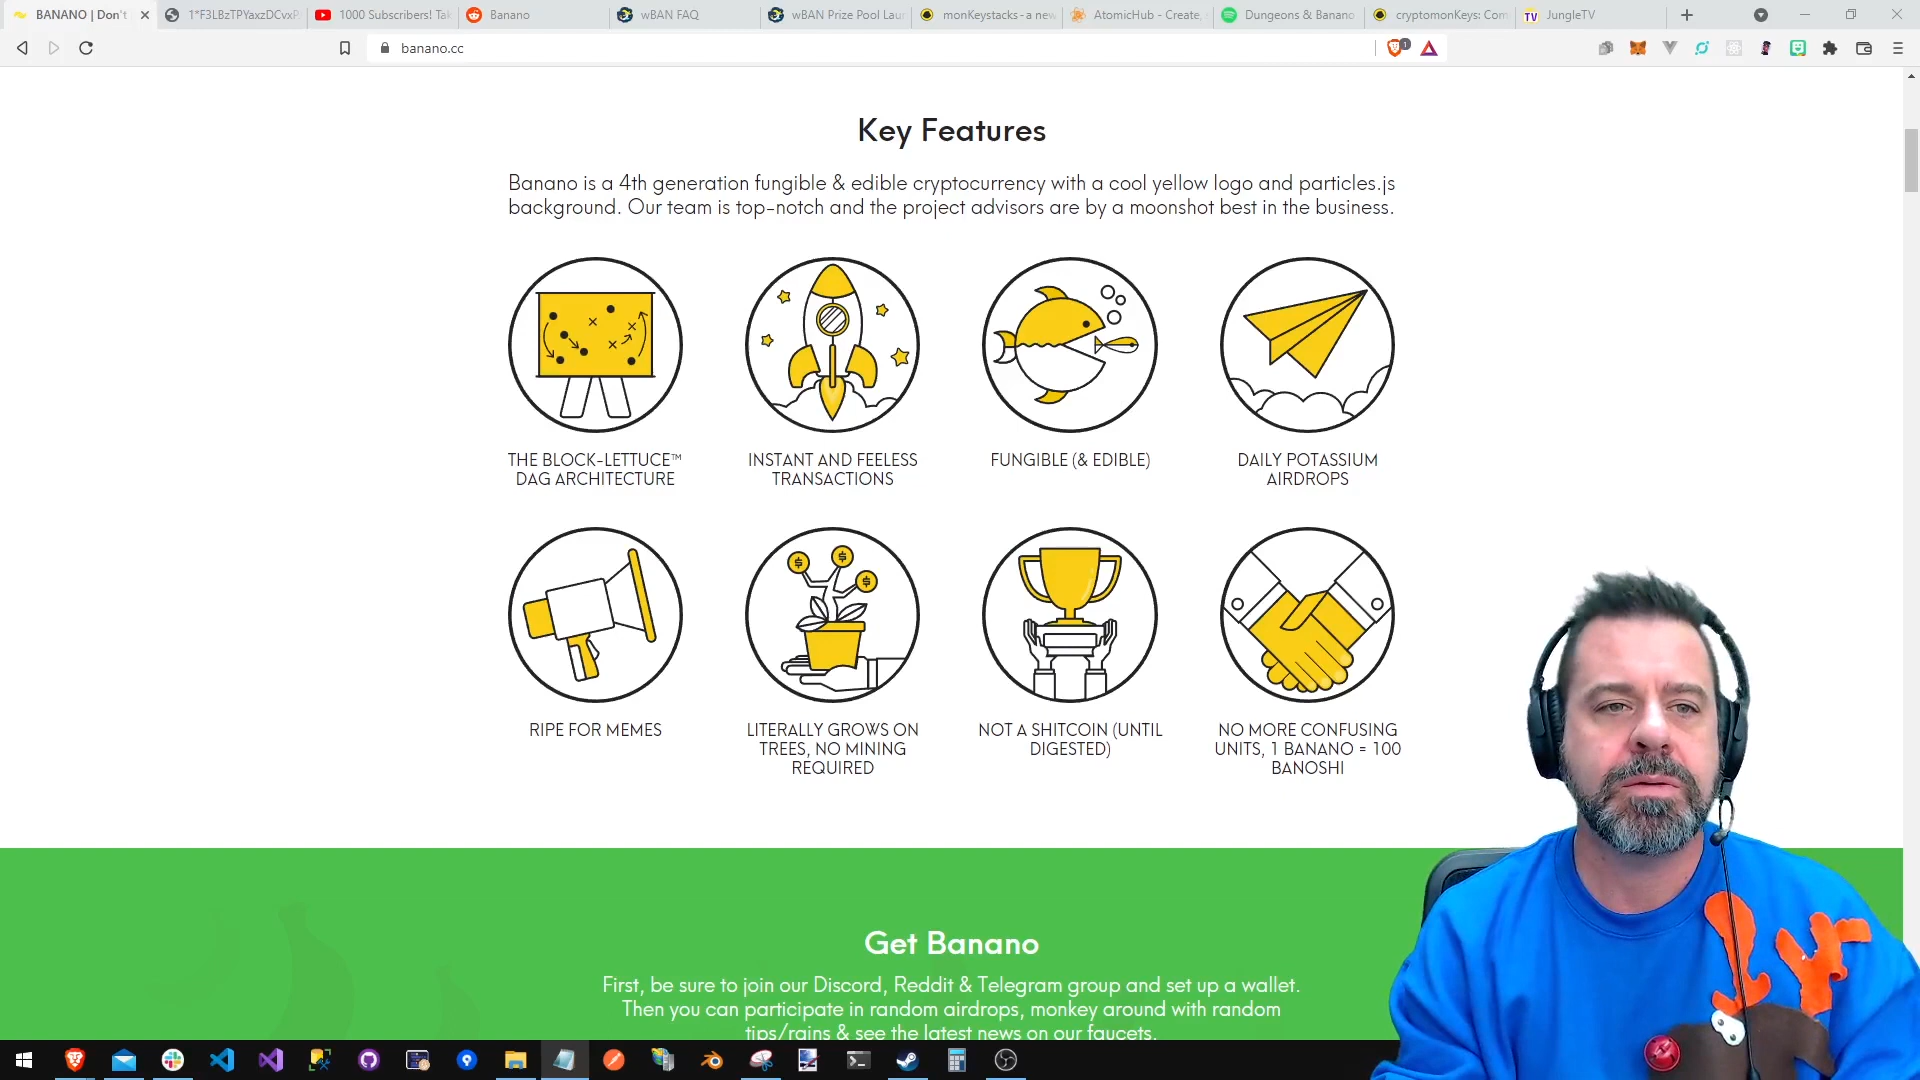 BANANO | Don't
1*F3LBzTPYaxzDCvxP
1000 Subscribers! Tak
Banano
wBAN FAQ
wBAN Prize Pool Laun
monKeystacks - a new
AtomicHub - Create,
Dungeons & Banano
cryptomonKeys: Com
TV
JungleTV
banano.cc
1
Key Features
Banano is a 4th generation fungible & edible cryptocurrency with a cool yellow logo and particles.js
background. Our team is top-notch and the project advisors are by a moonshot best in the business.
THE BLOCK-LETTUCE™
DAG ARCHITECTURE
INSTANT AND FEELESS
TRANSACTIONS
FUNGIBLE (& EDIBLE)
DAILY POTASSIUM
AIRDROPS
RIPE FOR MEMES
LITERALLY GROWS ON
TREES, NO MINING
REQUIRED
NOT A SHITCOIN (UNTIL
DIGESTED)
NO MORE CONFUSING
UNITS, 1 BANANO = 100
BANOSHI
Get Banano
First, be sure to join our Discord, Reddit & Telegram group and set up a wallet.
Then you can participate in random airdrops, monkey around with random
tips/rains & see the latest news on our faucets.